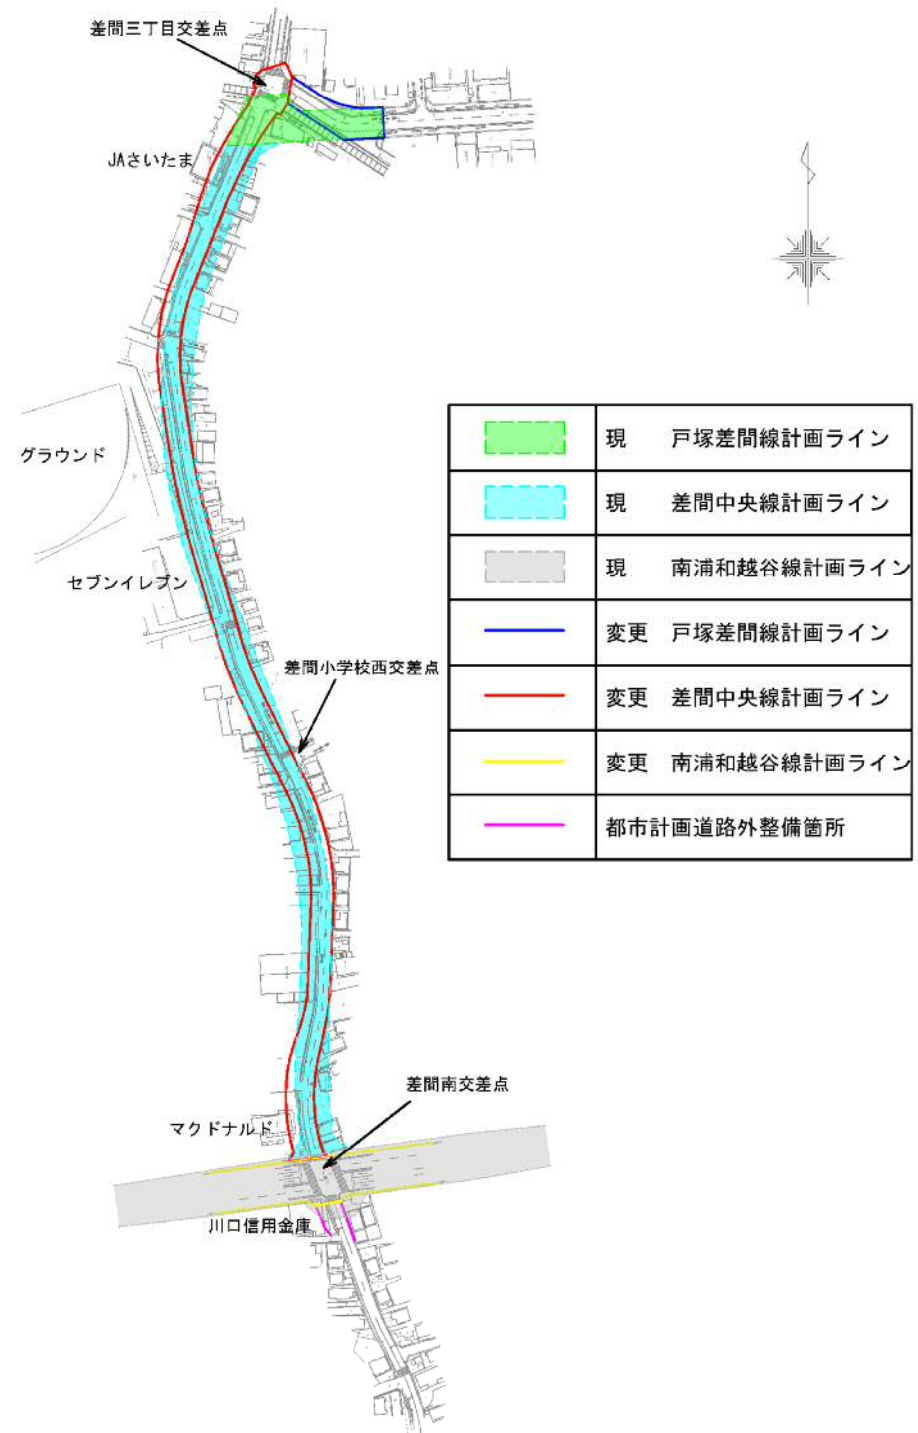 差間三丁目交差点
JAさいたま
グラウンド
セブンイレブン
差間小学校西交差点
差間南交差点
マクドナルド
川口信用金庫
現 戸塚差間線計画ライン
現 差間中央線計画ライン
現 南浦和越谷線計画ライン
変更 戸塚差間線計画ライン
変更 差間中央線計画ライン
変更 南浦和越谷線計画ライン
都市計画道路外整備箇所